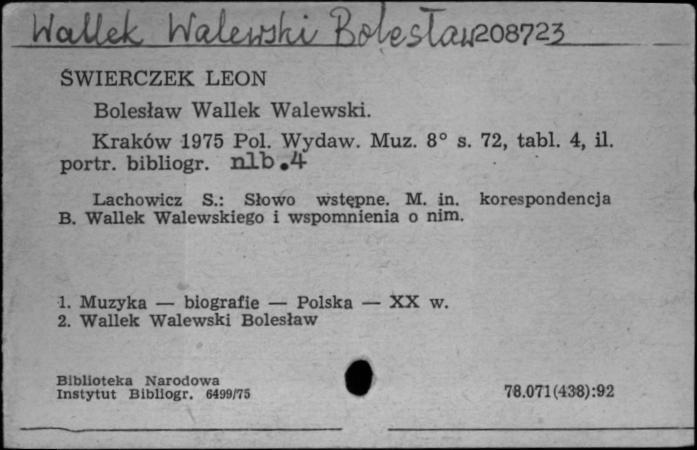 Wallek Walewski Bolesław 208723
ŚWIERCZEK LEON
Bolesław Wallek Walewski.
Kraków 1975 Pol. Wydaw. Muz. 8° s. 72, tabl. 4, il.
portr. bibliogr. nlb.4
Lachowicz S.: Słowo wstępne. M. in. korespondencja
B. Wallek Walewskiego i wspomnienia o nim.
1. Muzyka — biografie — Polska — XX w.
2. Wallek Walewski Bolesław
Biblioteka Narodowa
Instytut Bibliogr. 6499/75 78.071(438):92